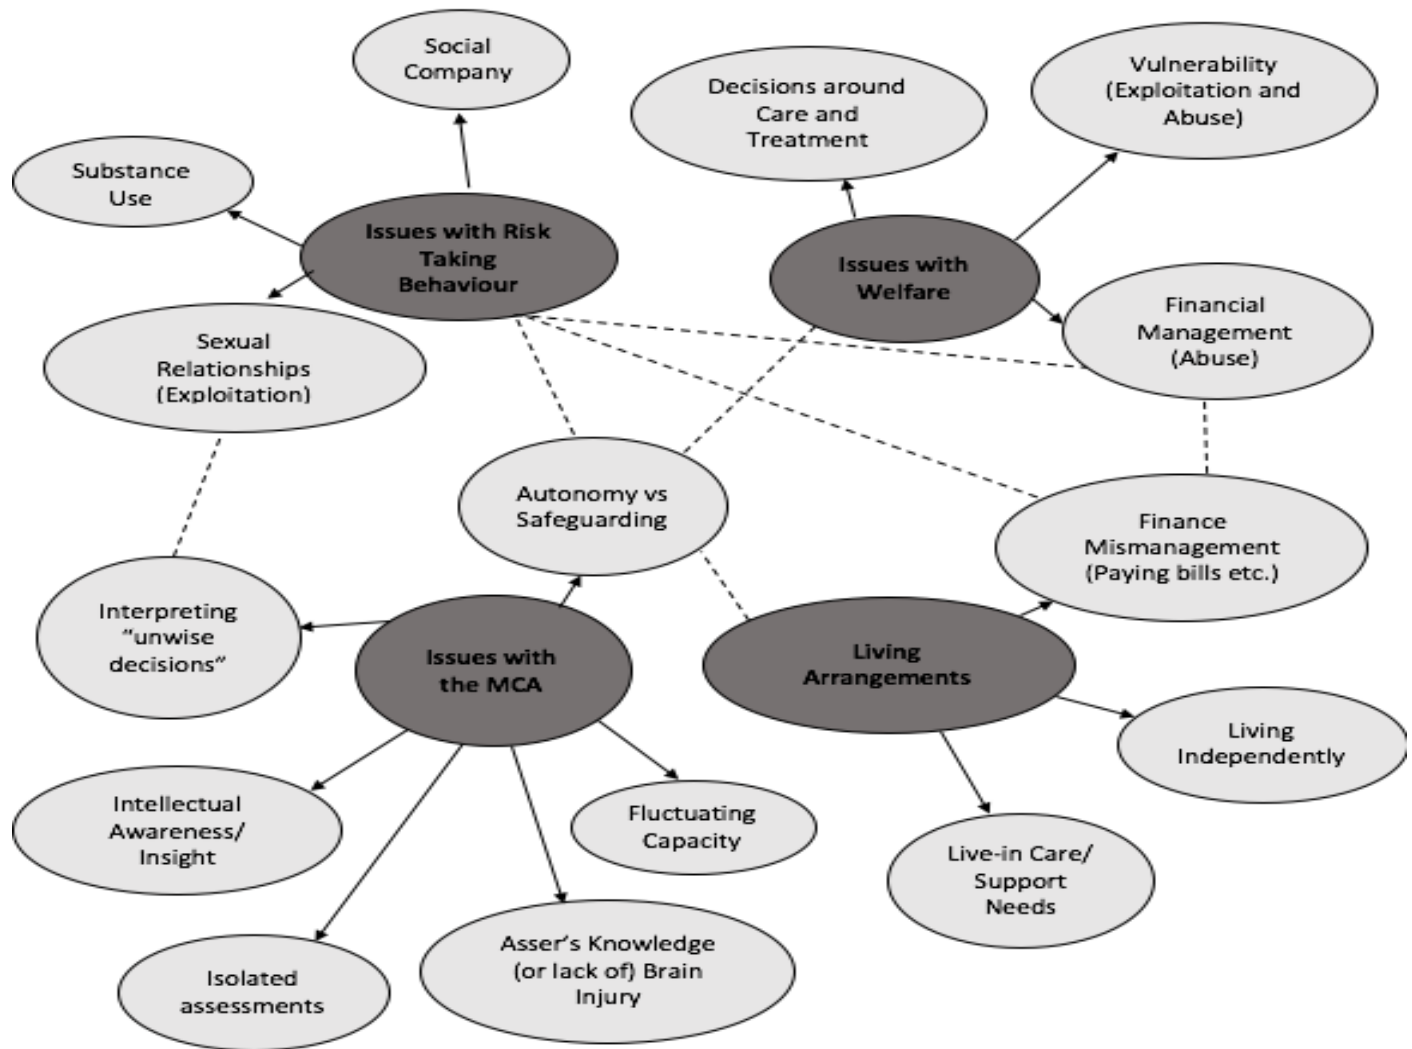 Social
Company
Decisions around
Care and
Treatment
Vulnerability
(Exploitation and
Abuse)
Substance
Use
Issues with Risk
Taking
Behaviour
Issues with
Welfare
Financial
Management
(Abuse)
Sexual
Relationships
(Exploitation)
Autonomy vs
Safeguarding
Finance
Mismanagement
(Paying bills etc.)
Interpreting
“unwise
decisions”
Issues with
the MCA
Living
Arrangements
Living
Independently
Intellectual
Awareness/
Insight
Fluctuating
Capacity
Live-in Care/
Support
Needs
Isolated
assessments
Asser’s Knowledge
(or lack of) Brain
Injury